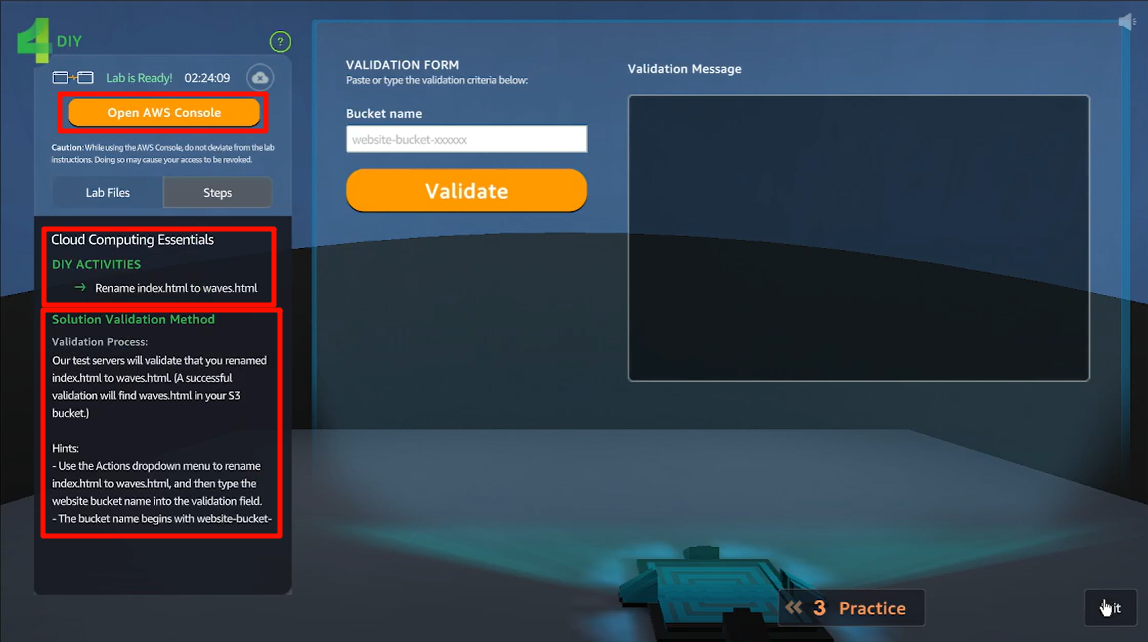 4 DIY
?
Lab is Ready! 02:24:09
Open AWS Console
Caution: While using the AWS Console, do not deviate from the lab
instructions. Doing so may cause your access to be revoked.
Lab Files
Steps
Cloud Computing Essentials
DIY ACTIVITIES
→ Rename index.html to waves.html
Solution Validation Method
Validation Process:
Our test servers will validate that you renamed
index.html to waves.html. (A successful
validation will find waves.html in your S3
bucket.)
Hints:
- Use the Actions dropdown menu to rename
index.html to waves.html, and then type the
website bucket name into the validation field.
- The bucket name begins with website-bucket-
VALIDATION FORM
Paste or type the validation criteria below:
Bucket name
website-bucket-xxxxxx
Validate
Validation Message
3 Practice